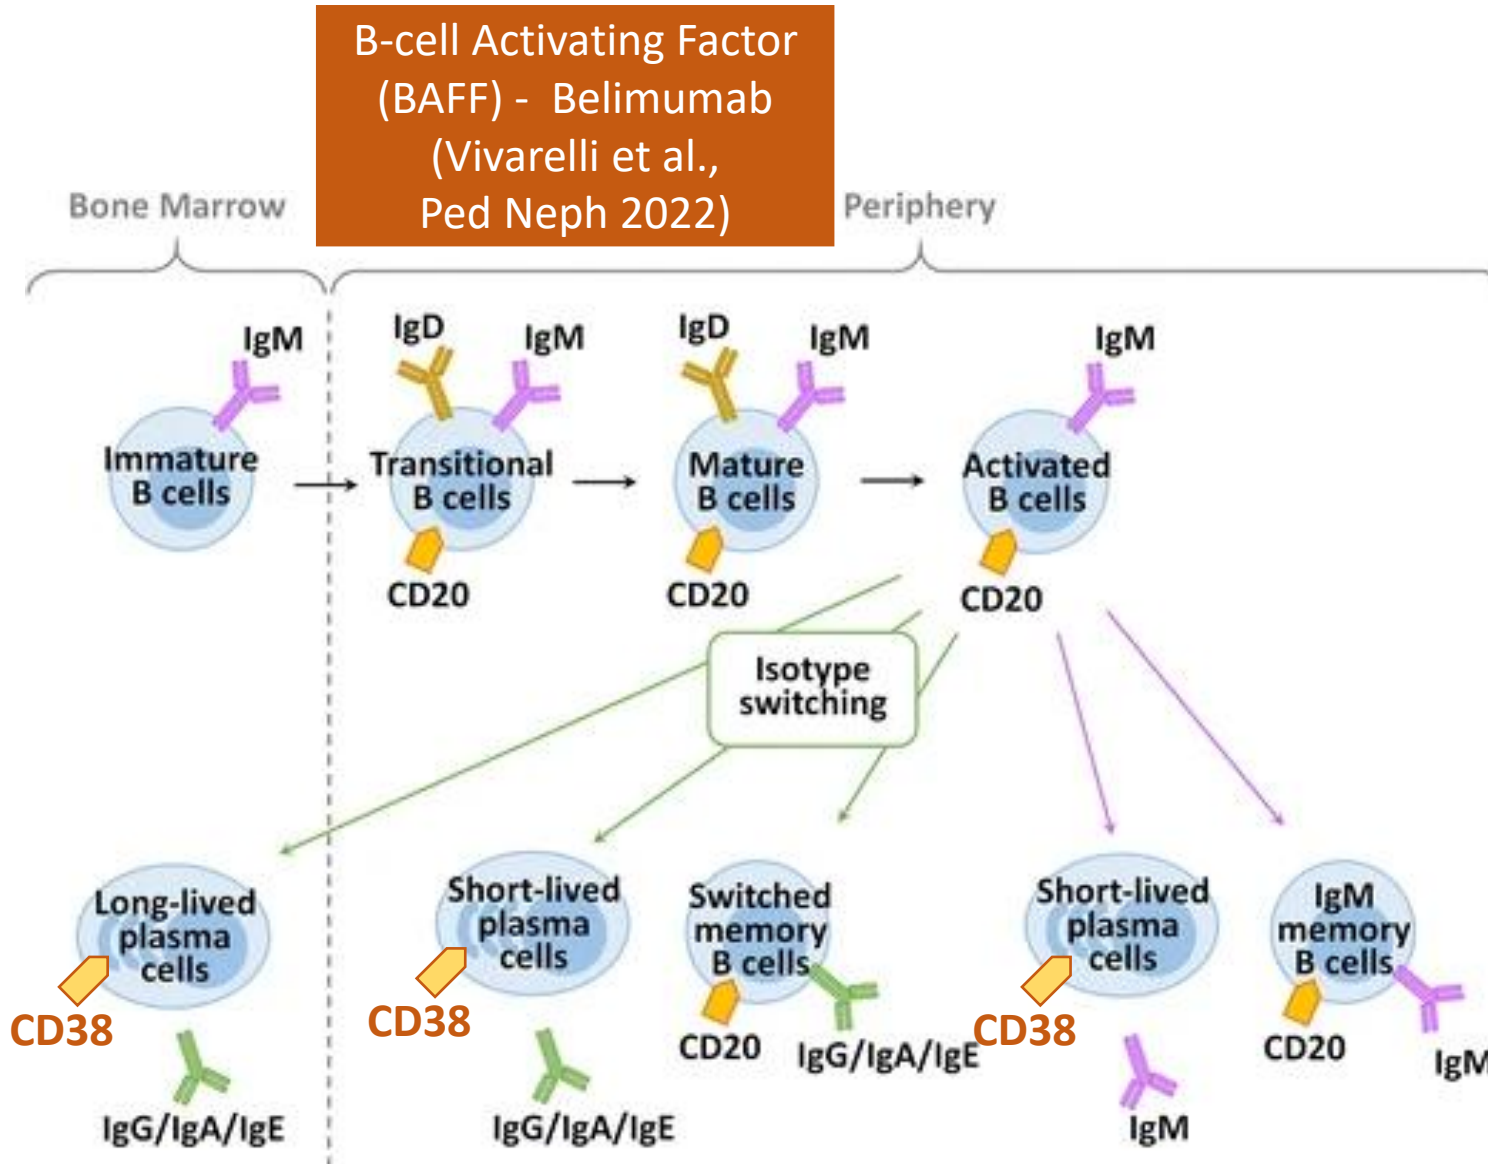 B-cell Activating Factor
(BAFF) - Belimumab
(Vivarelli et al.,
Ped Neph 2022)
Bone Marrow
Periphery
IgM
IgD
IgM
IgD
IgM
IgM
Immature
B cells
Transitional
B cells
Mature
B cells
Activated
B cells
CD20
CD20
CD20
Isotype
switching
Long-lived
plasma
cells
Short-lived
plasma
cells
Switched
memory
B cells
Short-lived
plasma
cells
IgM
memory
B cells
CD38
CD38
CD20
IgG/IgA/IgE
CD38
CD20
IgM
IgG/IgA/IgE
IgG/IgA/IgE
IgM